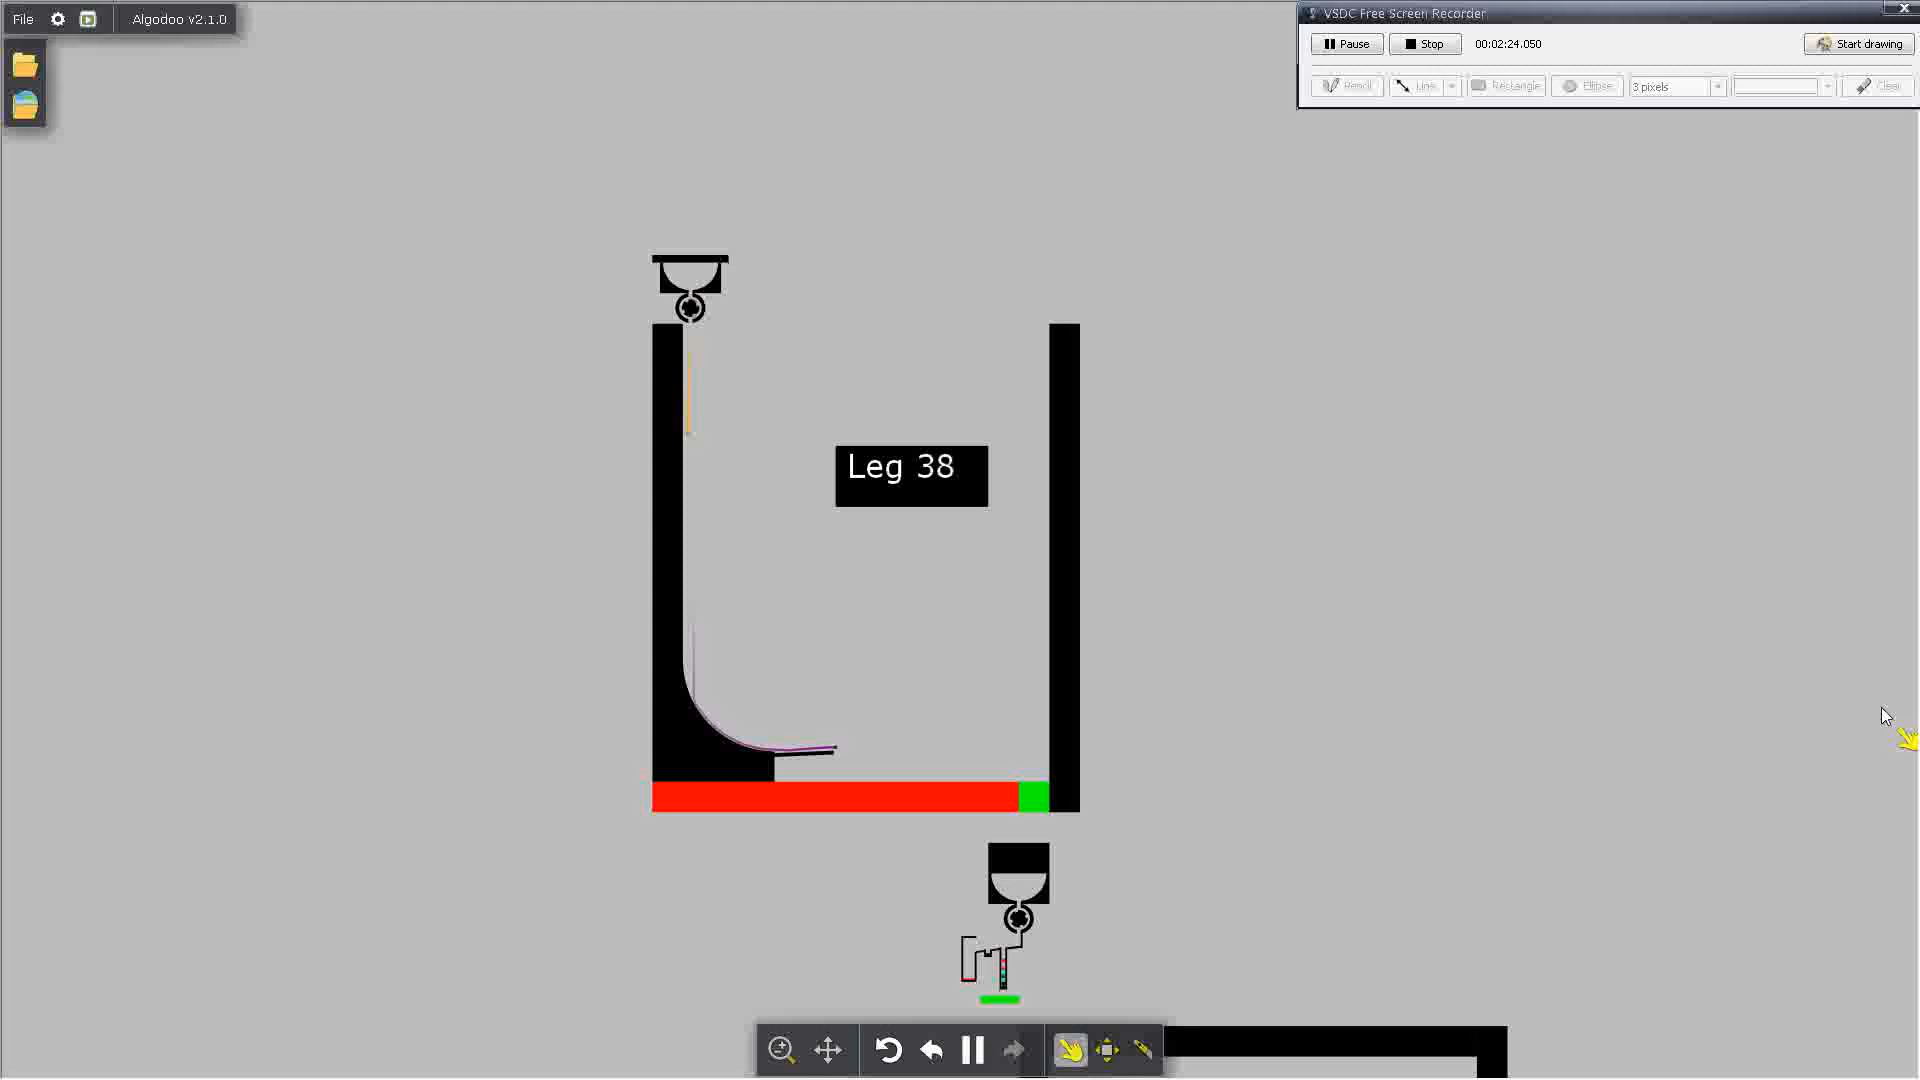 File
Algodoo v2.1.0
VSDC Free Screen Recorder
Pause
Stop
00:02:24.050
Start drawing
Pencil
Line
Rectangle
Ellipse
3 pixels
Clear
Leg 38